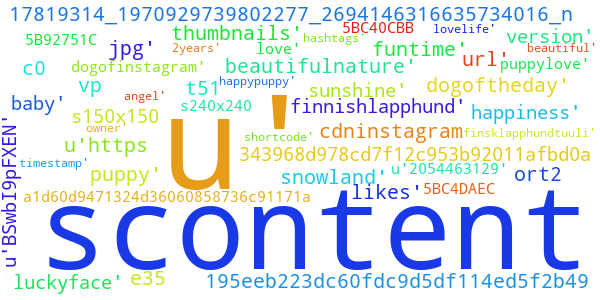 17819314_1970929739802277_2694146316635734016_n
5B92751C thumbnails' 5BC40CBB lovelife'
jpg' 2years' love' hashtags' funtime' version'
c0 dogofinstagram' beautifulnature' url' beautiful'
puppylove'
vp t51 happypuppy' sunshine' dogoftheday'
baby' angel' s150x150 s240x240 u' finnishlapphund' happiness'
owner' shortcode' cdninstagram finsklapphundtuuli'
u'https 343968d978cd7f12c953b92011afbd0a
timestamp' puppy' snowland' u'2054463129' ort2
a1d60d9471324d36060858736c91171a likes' 5BC4DAEC
u'BSwbI9pFXEN'
scontent
luckyface' e35 195eeb223dc60fdc9d5df114ed5f2b49